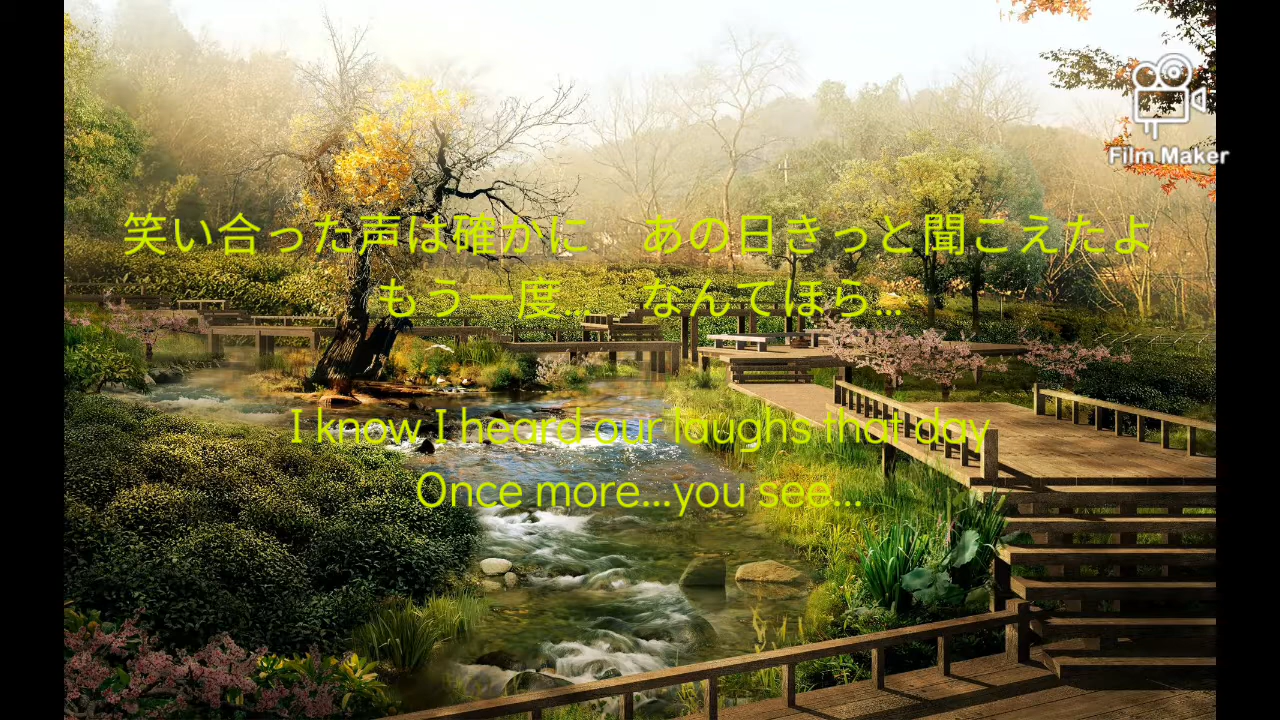 Film Maker
笑い合った声は確かに　あの日きっと聞こえたよ
もう一度...　なんてほら...
I know I heard our laughs that day
Once more...you see...